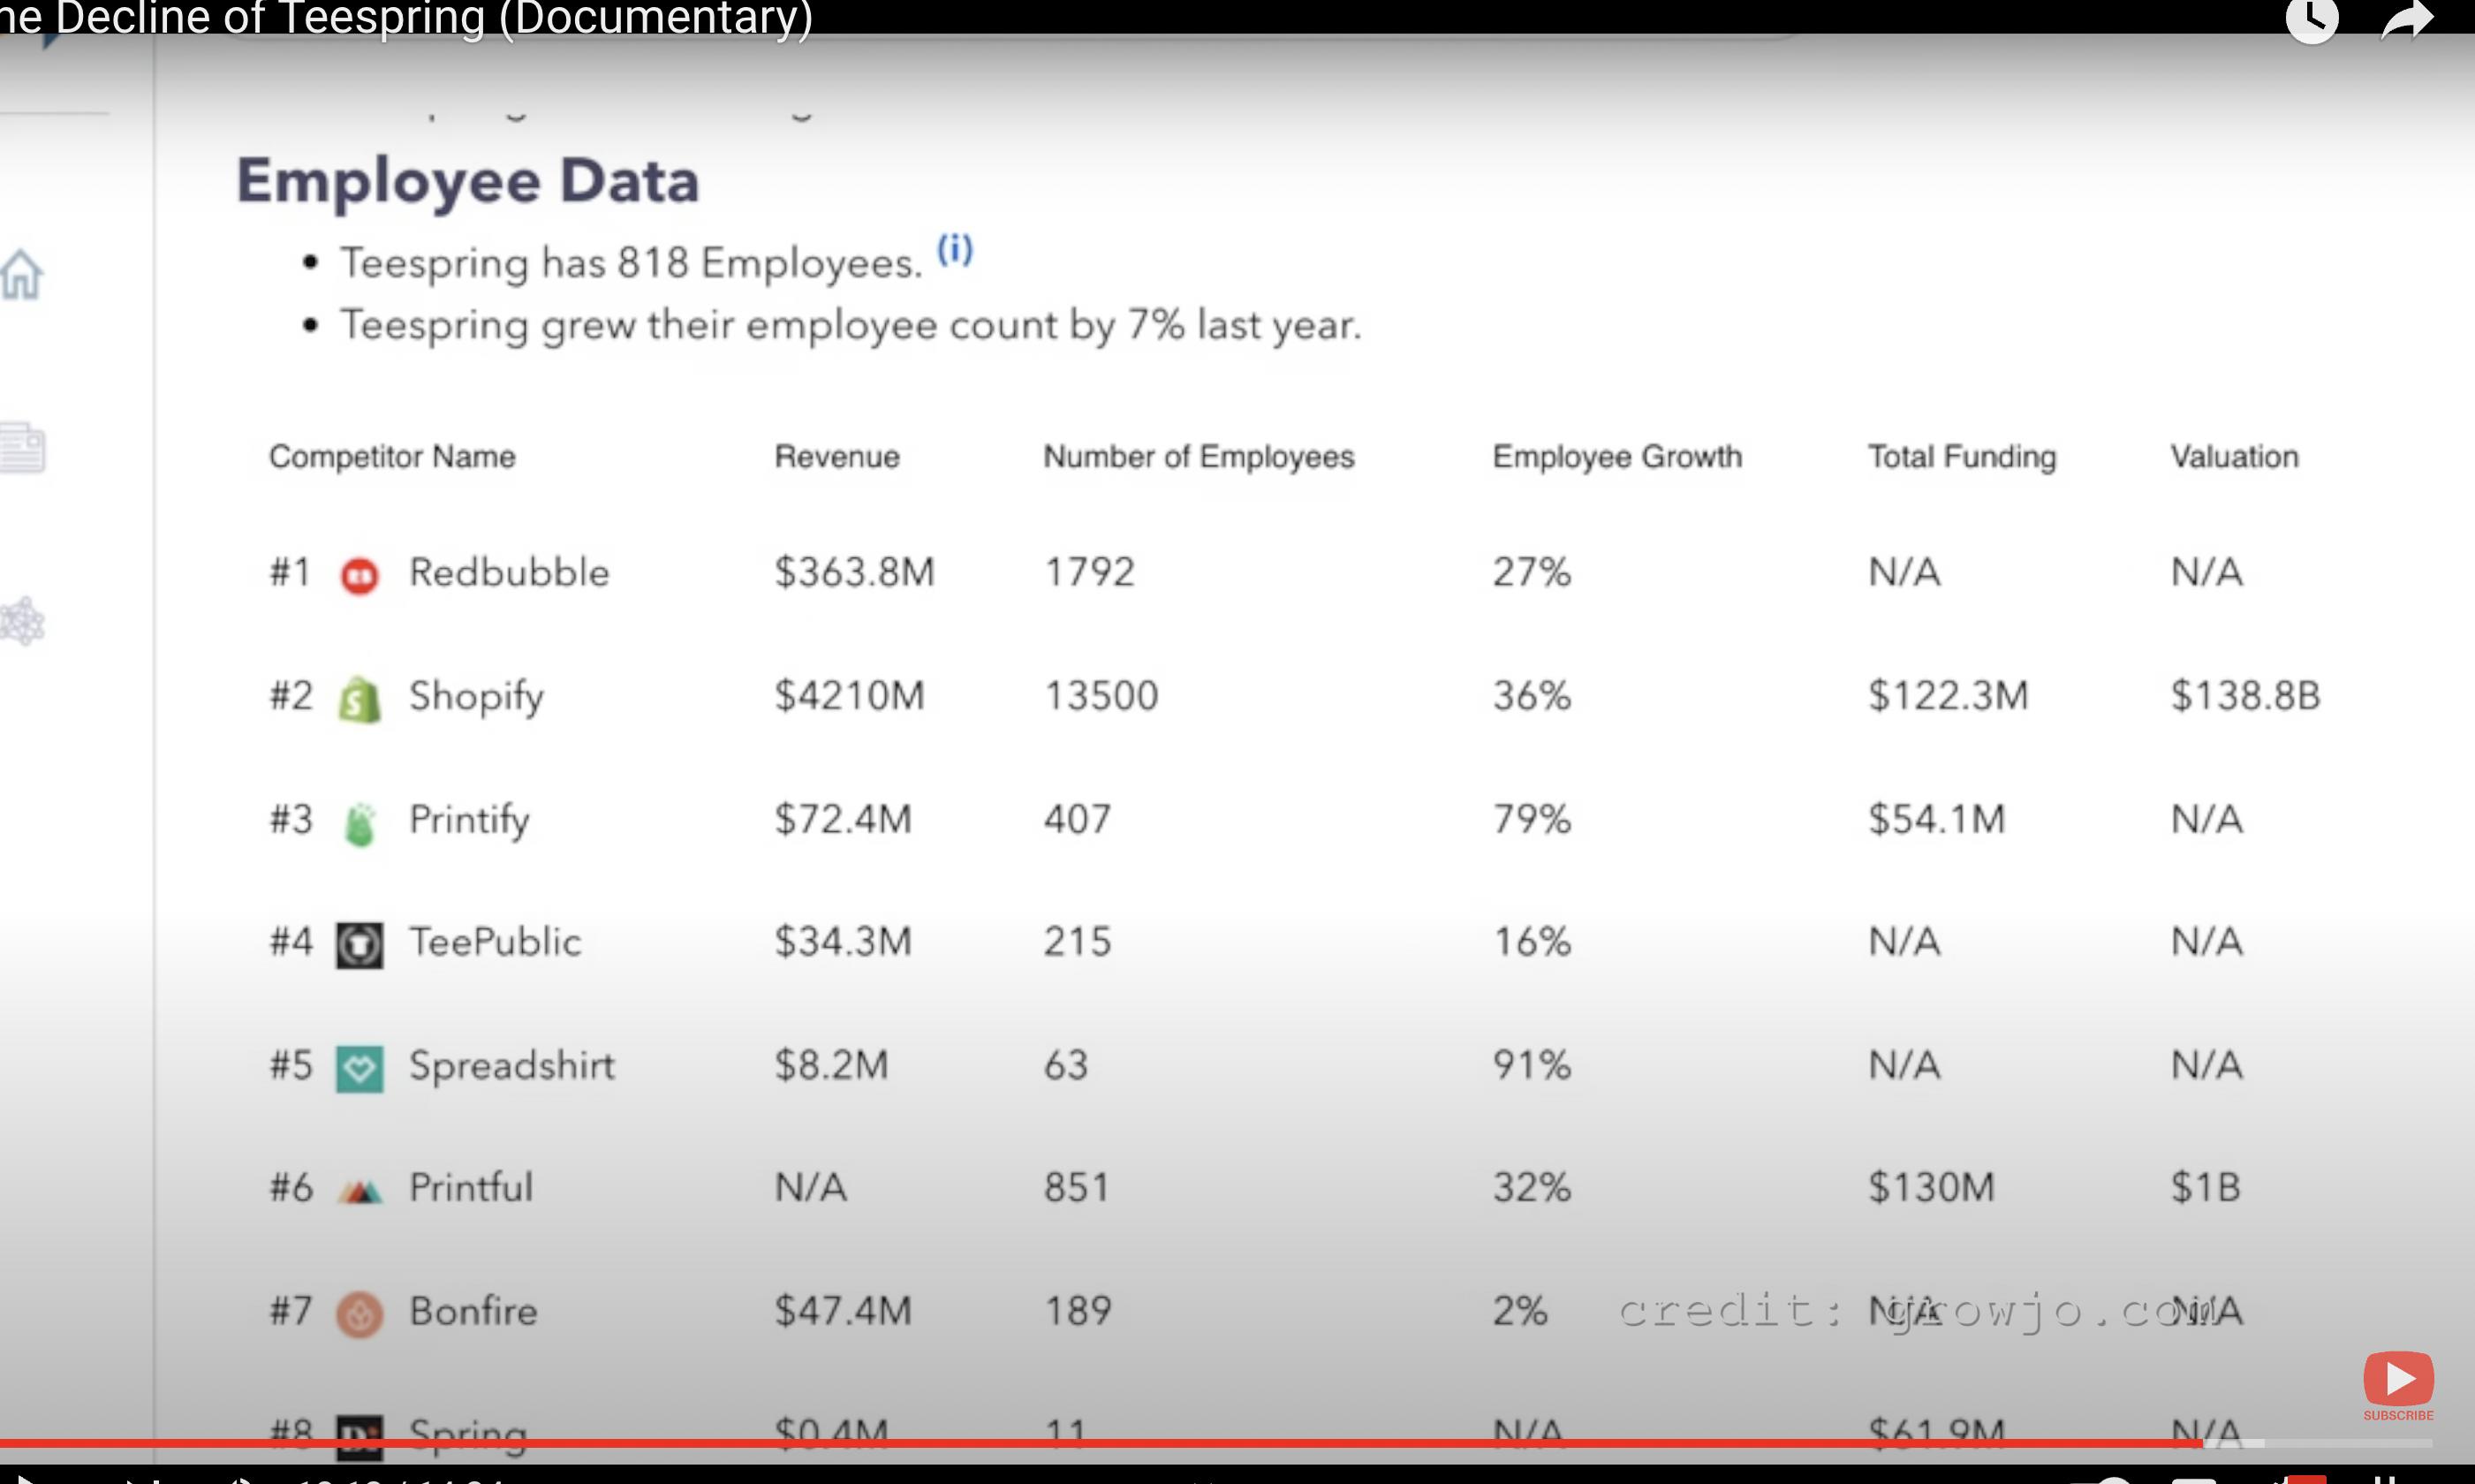 he Decline of Teespring (Documentary)
Employee Data
• Teespring has 818 Employees. (i)
• Teespring grew their employee count by 7% last year.
Competitor Name Revenue Number of Employees Employee Growth Total Funding Valuation
#1 Redbubble $363.8M 1792 27% N/A N/A
#2 Shopify $4210M 13500 36% $122.3M $138.8B
#3 Printify $72.4M 407 79% $54.1M N/A
#4 TeePublic $34.3M 215 16% N/A N/A
#5 Spreadshirt $8.2M 63 91% N/A N/A
#6 Printful N/A 851 32% $130M $1B
#7 Bonfire $47.4M 189 2% N/A N/A
credit: growjo.com
SUBSCRIBE
#8 Spring $0.4M 11 N/A $61.9M N/A